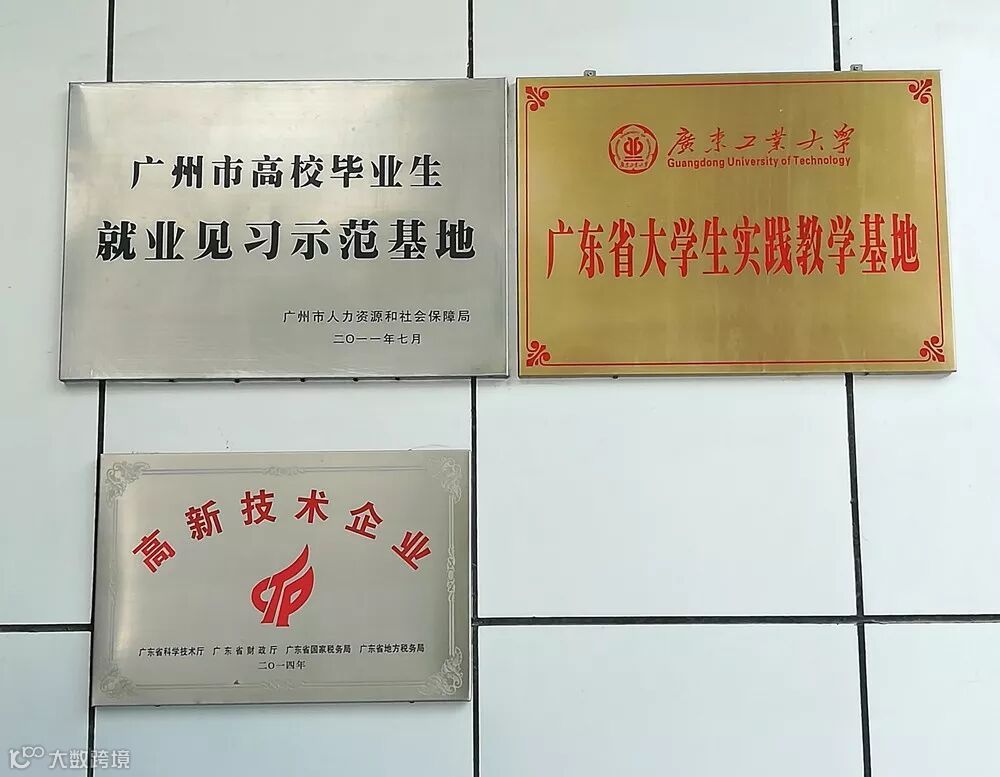 广州市高校毕业生
就业见习示范基地
广州市人力资源和社会保障局
二〇一一年七月
廣東工業大學
Guangdong University of Technology
广东省大学生实践教学基地
高新技术企业
广东省科学技术厅 广东省财政厅 广东省国家税务局 广东省地方税务局
二〇一四年
大数跨境